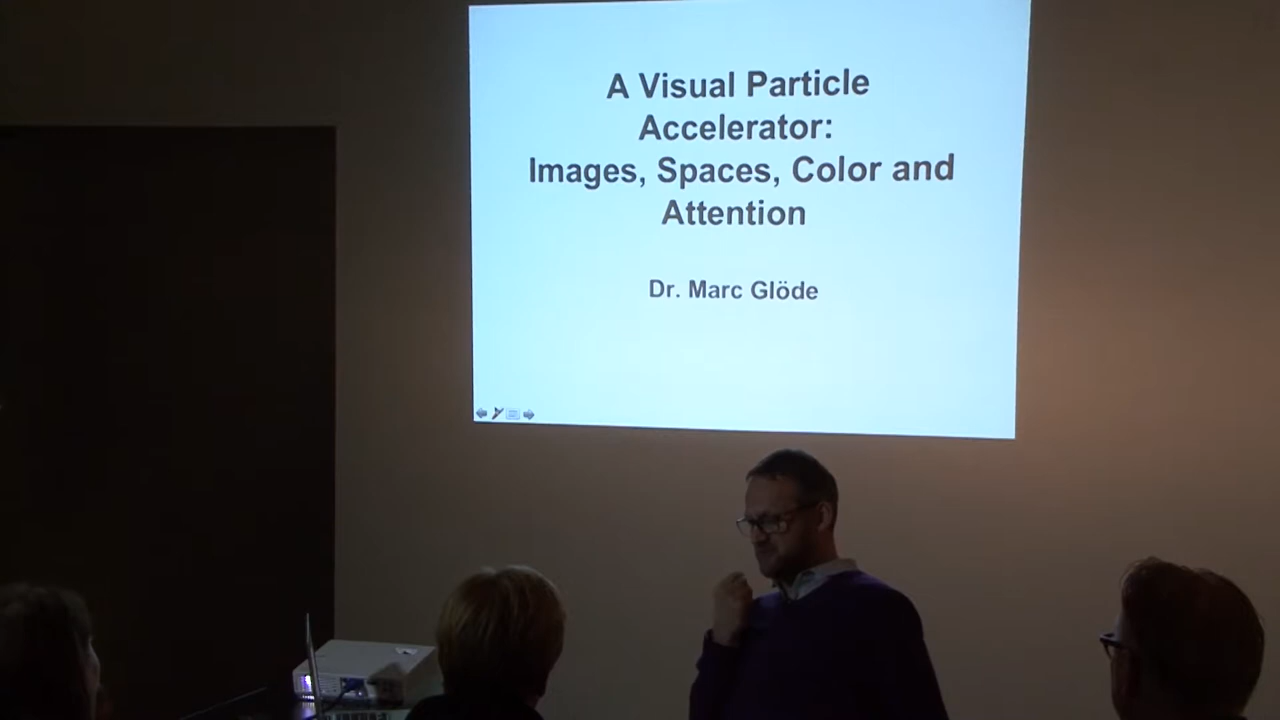 A Visual Particle
Accelerator:
Images, Spaces, Color and
Attention
Dr. Marc Glöde